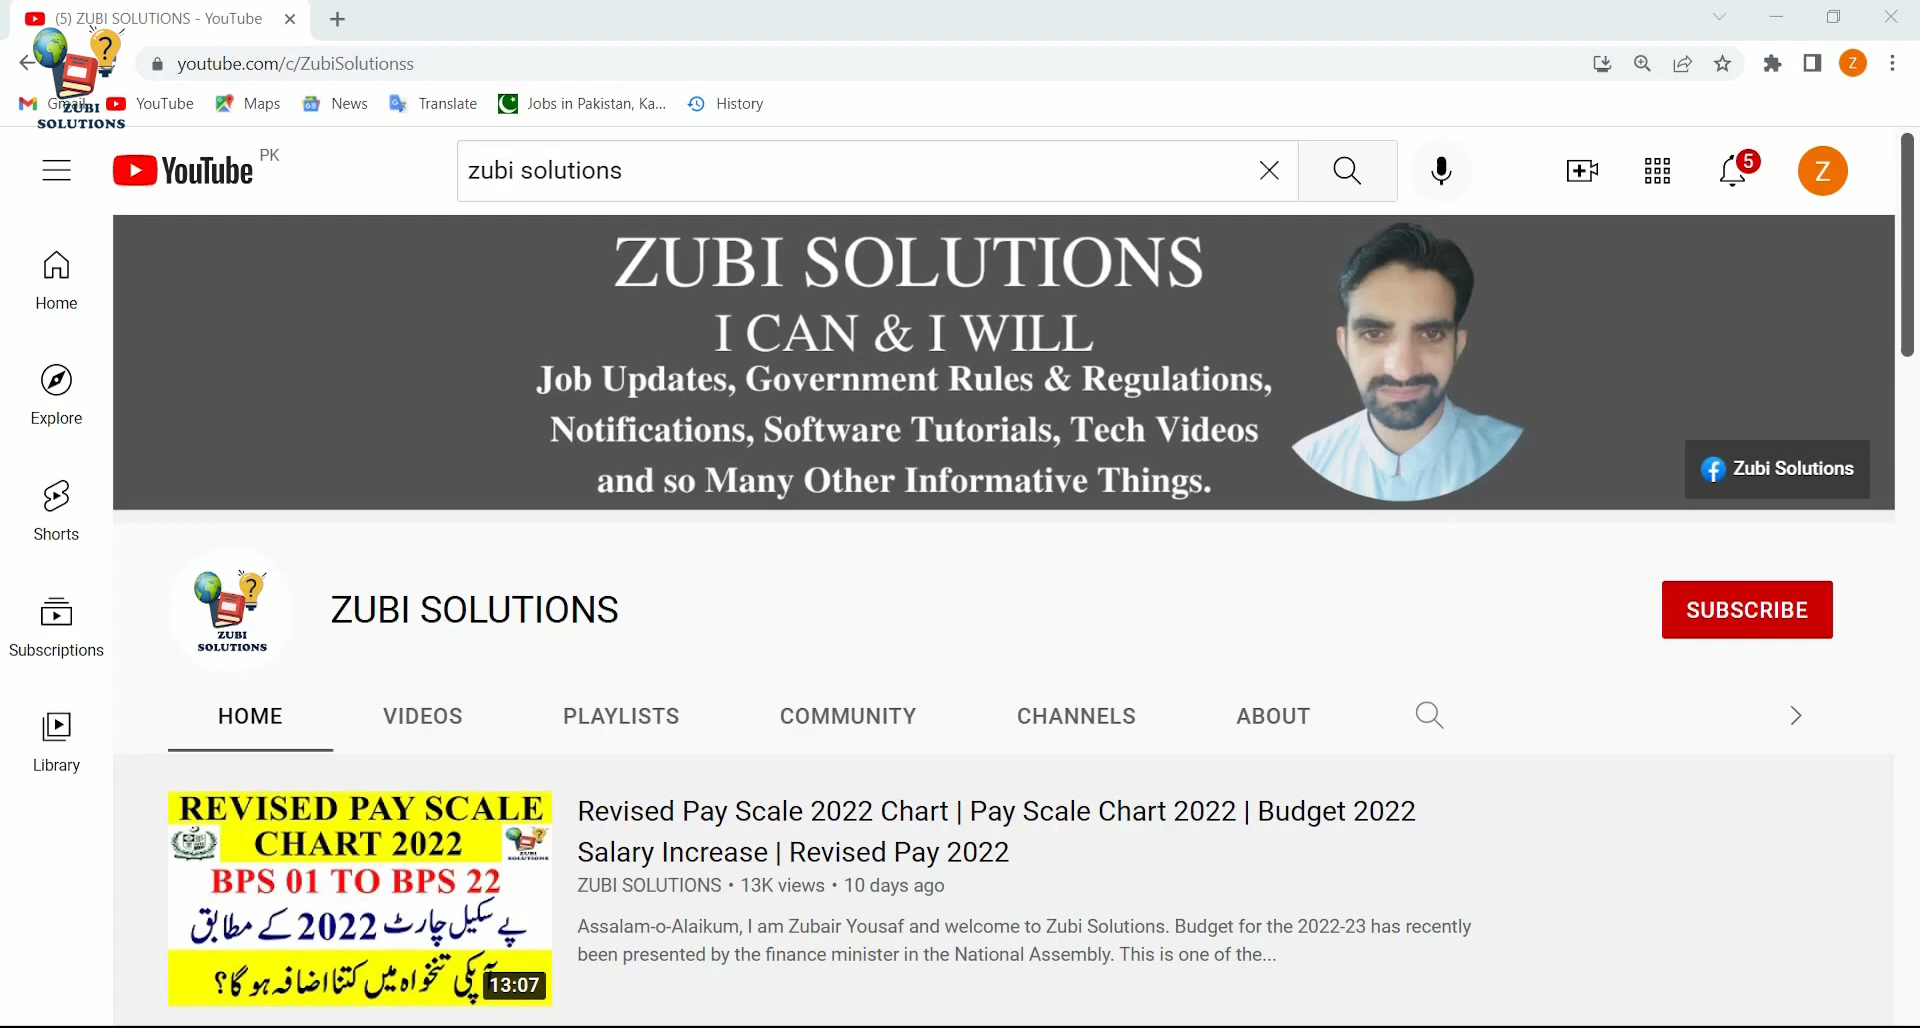 (5) ZUBI SOLUTIONS - YouTube
youtube.com/c/ZubiSolutionss
Z
Gmail
YouTube
Maps
News
Translate
Jobs in Pakistan, Ka...
History
ZUBI
SOLUTIONS
YouTube PK
zubi solutions
5
Z
Home
Explore
Shorts
Subscriptions
Library
ZUBI SOLUTIONS
I CAN & I WILL
Job Updates, Government Rules & Regulations,
Notifications, Software Tutorials, Tech Videos
and so Many Other Informative Things.
Zubi Solutions
ZUBI
SOLUTIONS
ZUBI SOLUTIONS
SUBSCRIBE
HOME VIDEOS PLAYLISTS COMMUNITY CHANNELS ABOUT
REVISED PAY SCALE
CHART 2022
ZUBI
SOLUTIONS
BPS 01 TO BPS 22
پے سکیل چارٹ 2022 کے مطابق
آپکی تنخواہ میں کتنا اضافہ ہو گا؟
13:07
Revised Pay Scale 2022 Chart | Pay Scale Chart 2022 | Budget 2022
Salary Increase | Revised Pay 2022
ZUBI SOLUTIONS • 13K views • 10 days ago
Assalam-o-Alaikum, I am Zubair Yousaf and welcome to Zubi Solutions. Budget for the 2022-23 has recently
been presented by the finance minister in the National Assembly. This is one of the...